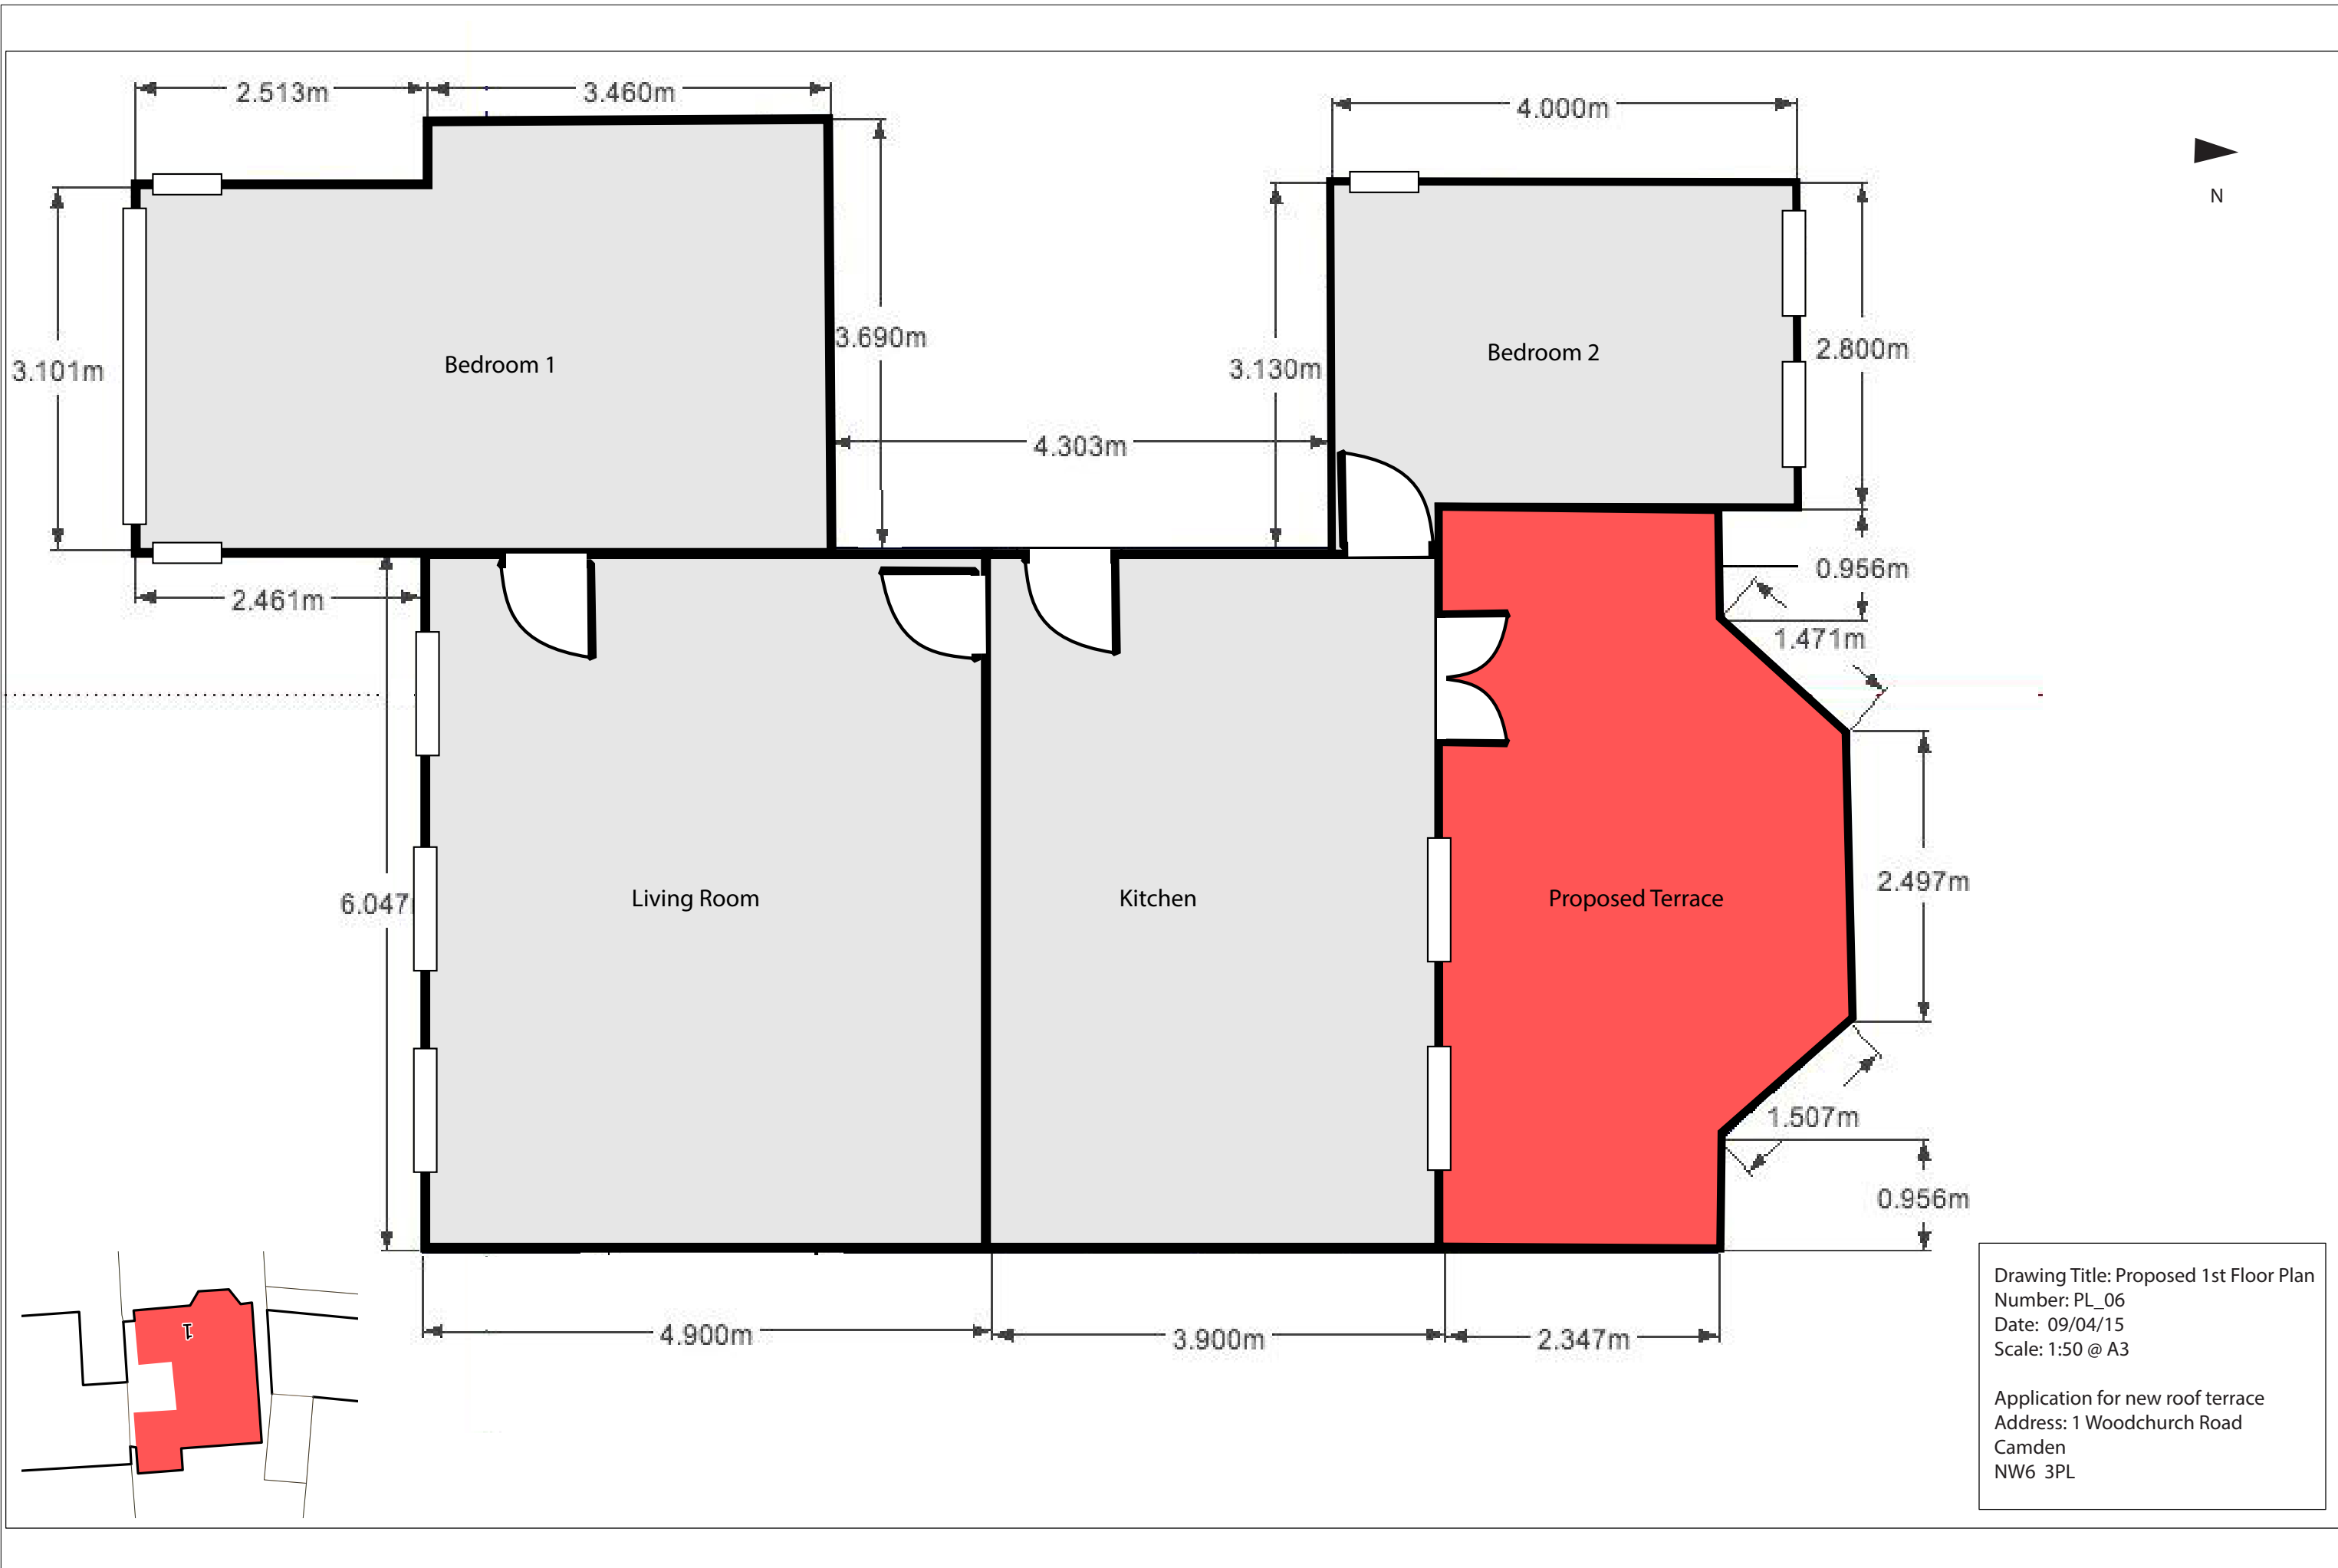 2.513m
3.460m
4.000m
N
3.690m
Bedroom 1
3.101m
3.130m
Bedroom 2
2.800m
4.303m
0.956m
2.461m
1.471m
6.047
Living Room
Kitchen
Proposed Terrace
2.497m
1.507m
0.956m
4.900m
3.900m
2.347m
1
Drawing Title: Proposed 1st Floor Plan
Number: PL_06
Date: 09/04/15
Scale: 1:50 @ A3
Application for new roof terrace
Address: 1 Woodchurch Road
Camden
NW6 3PL